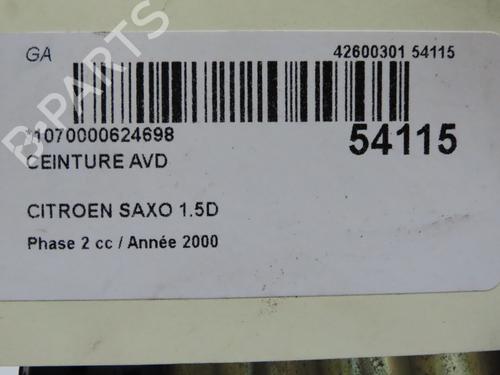 GA
42600301 54115
*1070000624698
54115
CEINTURE AVD
CITROEN SAXO 1.5D
Phase 2 cc / Année 2000
B-PARTS